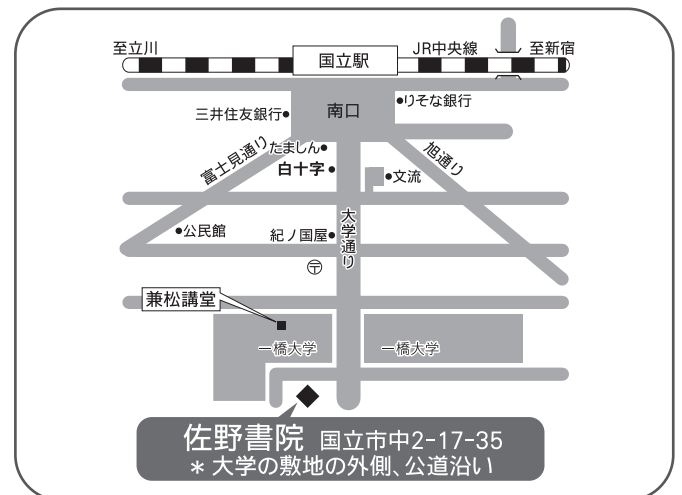 至立川
国立駅
JR中央線
至新宿
三井住友銀行
南口
りそな銀行
富士見通り
たましん
白十字
旭通り
文流
大学通り
公民館
紀ノ国屋
〒
兼松講堂
一橋大学
一橋大学
佐野書院 国立市中2-17-35
＊大学の敷地の外側、公道沿い